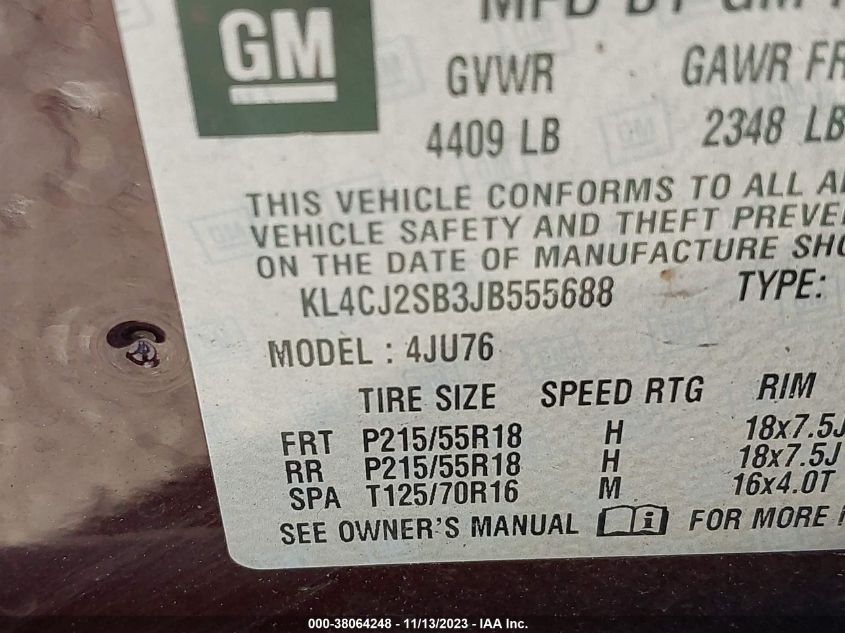 GM
MFD BY GM
GVWR GAWR FR
4409 LB 2348 LB
THIS VEHICLE CONFORMS TO ALL
VEHICLE SAFETY AND THEFT
ON THE DATE OF MANUFACTURE
KL4CJ2SB3JB555688 TYPE:
MODEL : 4JU76
TIRE SIZE SPEED RTG RIM
FRT P215/55R18 H 18x7.5J
RR P215/55R18 H 18x7.5J
SPA T125/70R16 M 16x4.0T
SEE OWNER'S MANUAL FOR MORE
000-38064248 - 11/13/2023 - IAA Inc.